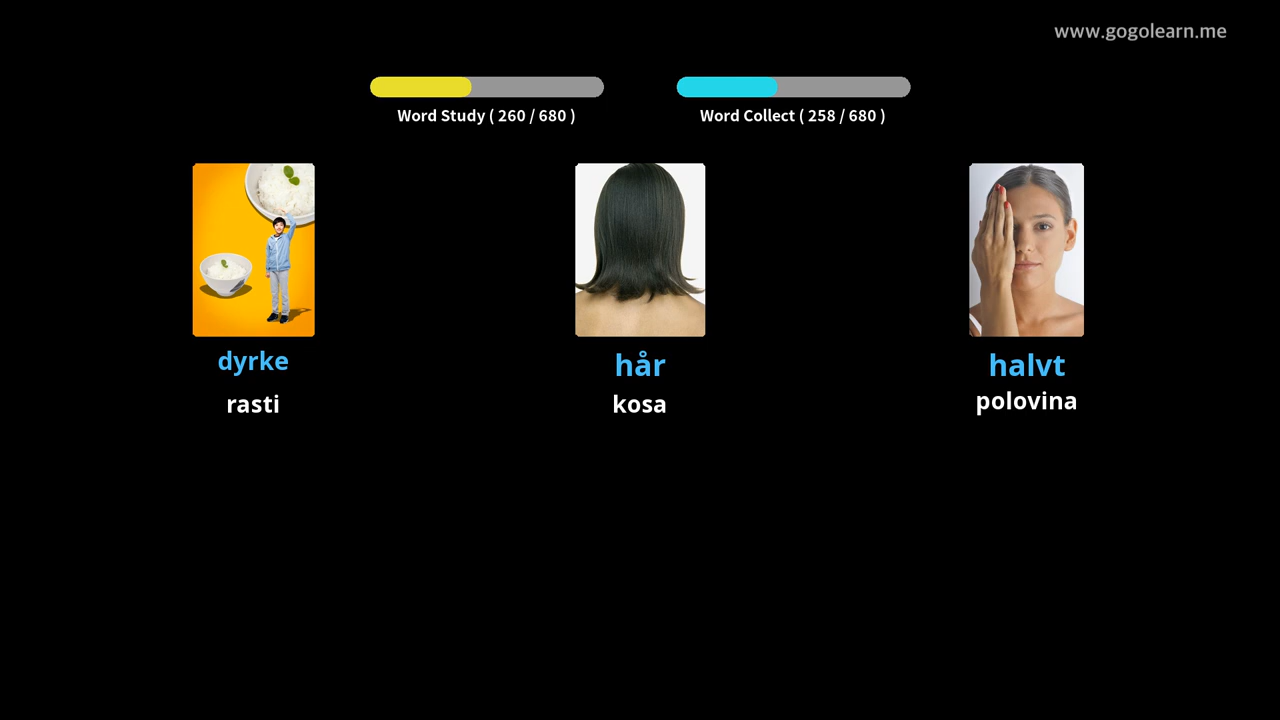 www.gogolearn.me
Word Study ( 260 / 680 )
Word Collect ( 258 / 680 )
dyrke
hår
halvt
rasti
kosa
polovina